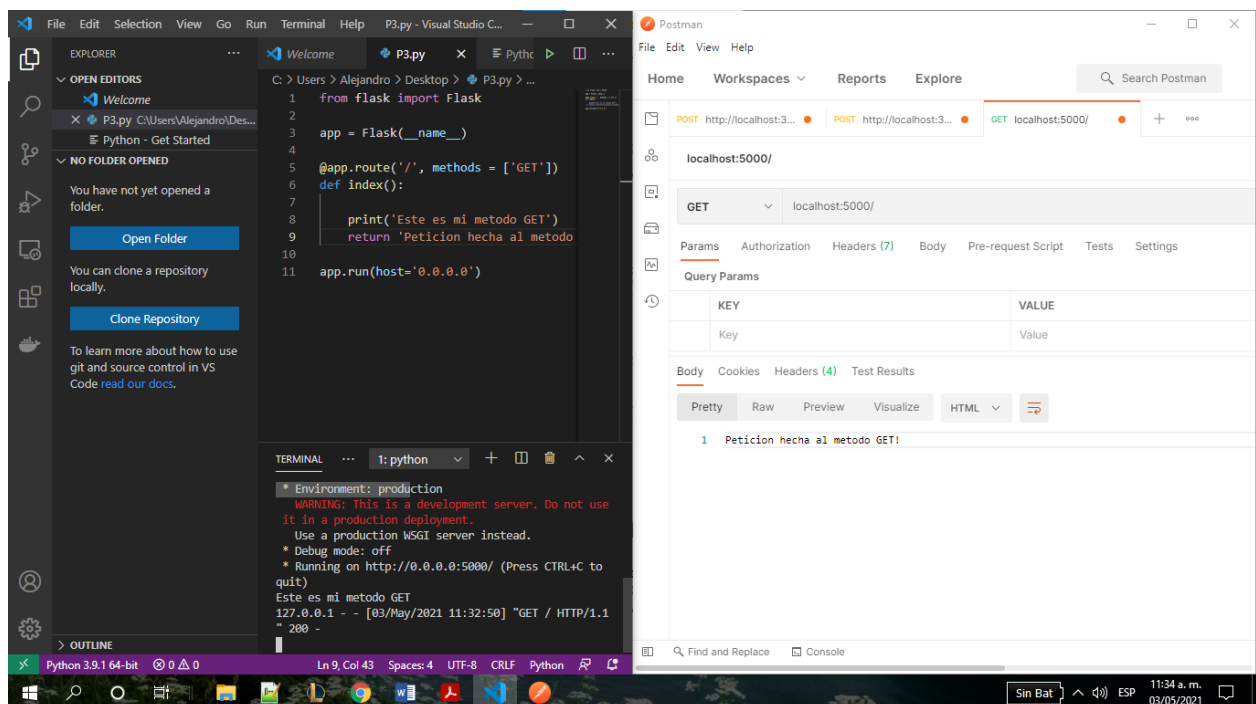 File Edit Selection View Go Run Terminal Help P3.py - Visual Studio C...
EXPLORER
OPEN EDITORS
Welcome
P3.py C:\Users\Alejandro\Des...
Python - Get Started
NO FOLDER OPENED
You have not yet opened a
folder.
Open Folder
You can clone a repository
locally.
Clone Repository
To learn more about how to use
git and source control in VS
Code read our docs.
OUTLINE
Welcome P3.py Pythc
C: > Users > Alejandro > Desktop > P3.py > ...
1 from flask import Flask
2
3 app = Flask(__name__)
4
5 @app.route('/', methods = ['GET'])
6 def index():
7
8 print('Este es mi metodo GET')
9 return 'Peticion hecha al metodo
10
11 app.run(host='0.0.0.0')
TERMINAL ... 1: python
* Environment: production
WARNING: This is a development server. Do not use
it in a production deployment.
Use a production WSGI server instead.
* Debug mode: off
* Running on http://0.0.0.0:5000/ (Press CTRL+C to
quit)
Este es mi metodo GET
127.0.0.1 - - [03/May/2021 11:32:50] "GET / HTTP/1.1
" 200 -
Python 3.9.1 64-bit 0 0 Ln 9, Col 43 Spaces: 4 UTF-8 CRLF Python
Postman
File Edit View Help
Home Workspaces Reports Explore Search Postman
POST http://localhost:3... POST http://localhost:3... GET localhost:5000/
localhost:5000/
GET localhost:5000/
Params Authorization Headers (7) Body Pre-request Script Tests Settings
Query Params
KEY VALUE
Key Value
Body Cookies Headers (4) Test Results
Pretty Raw Preview Visualize HTML
1 Peticion hecha al metodo GET!
Find and Replace Console
Sin Bat ESP 11:34 a. m.
03/05/2021